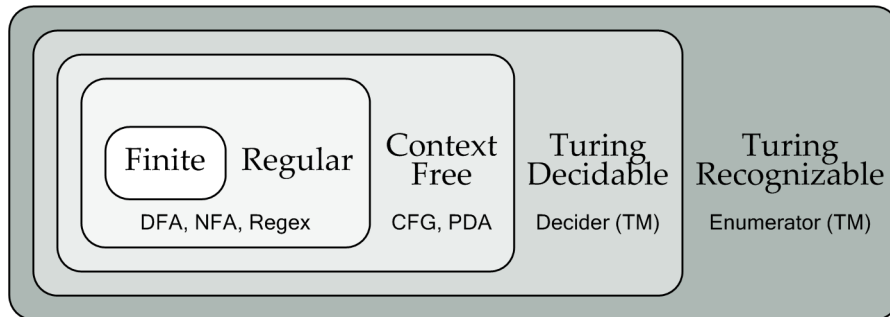 Finite
Regular
DFA, NFA, Regex
Context
Free
CFG, PDA
Turing
Decidable
Decider (TM)
Turing
Recognizable
Enumerator (TM)